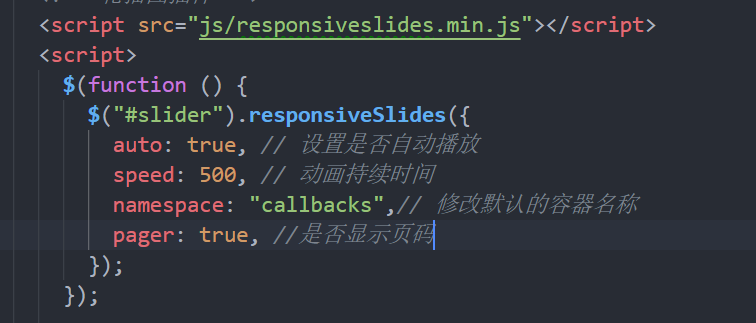 <script src="js/responsiveslides.min.js"></script>
<script>
$(function () {
$("#slider").responsiveSlides({
auto: true, // 设置是否自动播放
speed: 500, // 动画持续时间
namespace: "callbacks",// 修改默认的容器名称
pager: true, //是否显示页码
});
});